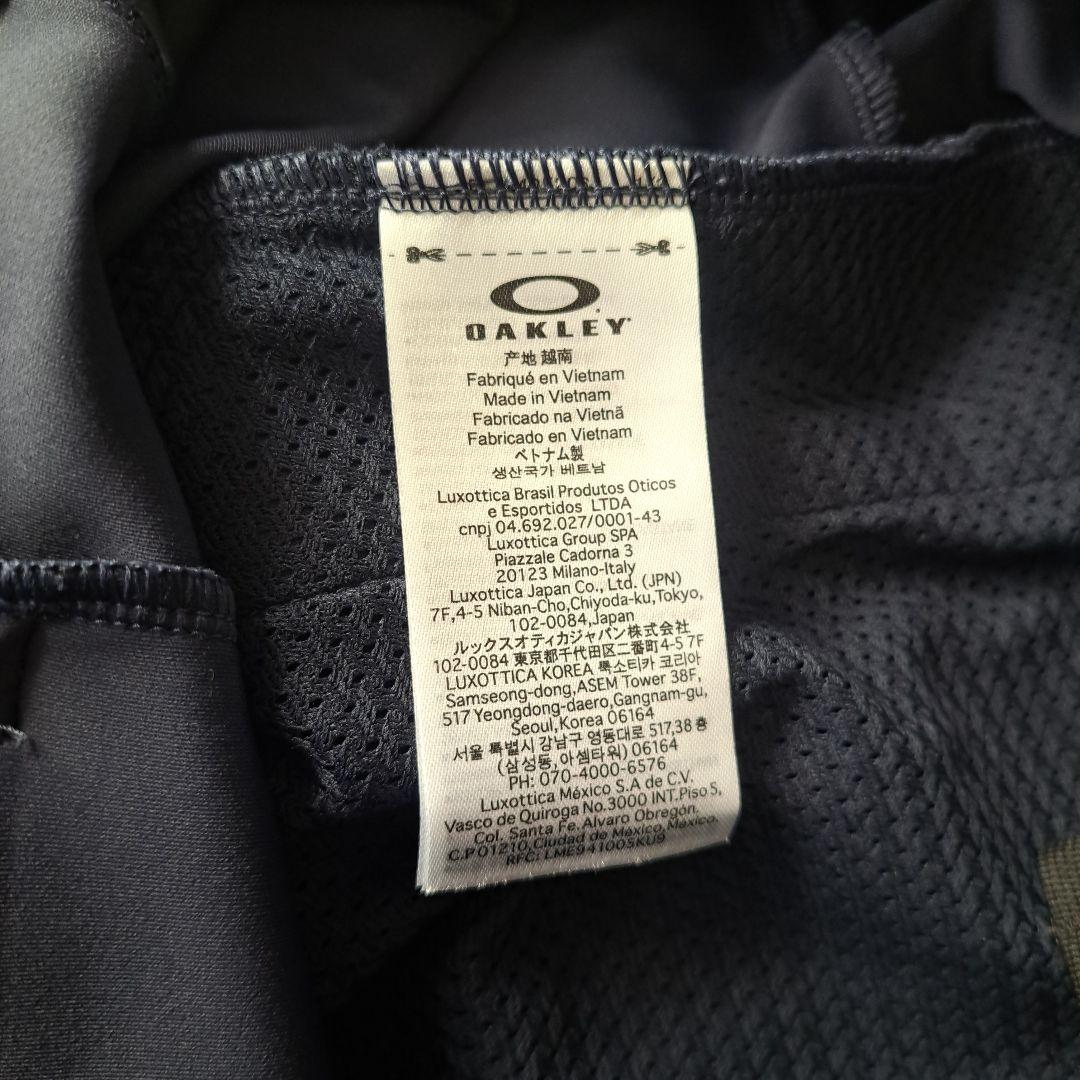 OAKLEY
产地 越南
Fabriqué en Vietnam
Made in Vietnam
Fabricado na Vietnã
Fabricado en Vietnam
ベトナム製
생산국가 베트남
Luxottica Brasil Produtos Oticos
e Esportidos LTDA
cnpj 04.692.027/0001-43
Luxottica Group SPA
Piazzale Cadorna 3
20123 Milano-Italy
Luxottica Japan Co., Ltd. (JPN)
7F,4-5 Niban-Cho,Chiyoda-ku,Tokyo,
102-0084,Japan
ルックスオティカジャパン株式会社
102-0084 東京都千代田区二番町4-5 7F
LUXOTTICA KOREA 룩소티카 코리아
Samseong-dong,ASEM Tower 38F,
517 Yeongdong-daero,Gangnam-gu,
Seoul,Korea 06164
서울 특별시 강남구 영동대로 517,38 층
(삼성동,아셈타워) 06164
PH: 070-4000-6576
Luxottica México S.A de C.V.
Vasco de Quiroga No.3000 INT.Piso 5,
Col. Santa Fe. Alvaro Obregón.
C.P 01210,Ciudad de México,México.
RFC: LME941005KU9